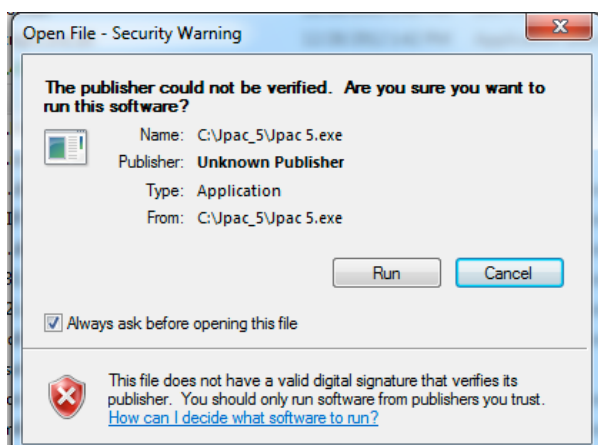 Open File - Security Warning
The publisher could not be verified. Are you sure you want to
run this software?
Name: C:\Jpac_5\Jpac 5.exe
Publisher: Unknown Publisher
Type: Application
From: C:\Jpac_5\Jpac 5.exe
Run Cancel
Always ask before opening this file
This file does not have a valid digital signature that verifies its
publisher. You should only run software from publishers you trust.
How can I decide what software to run?